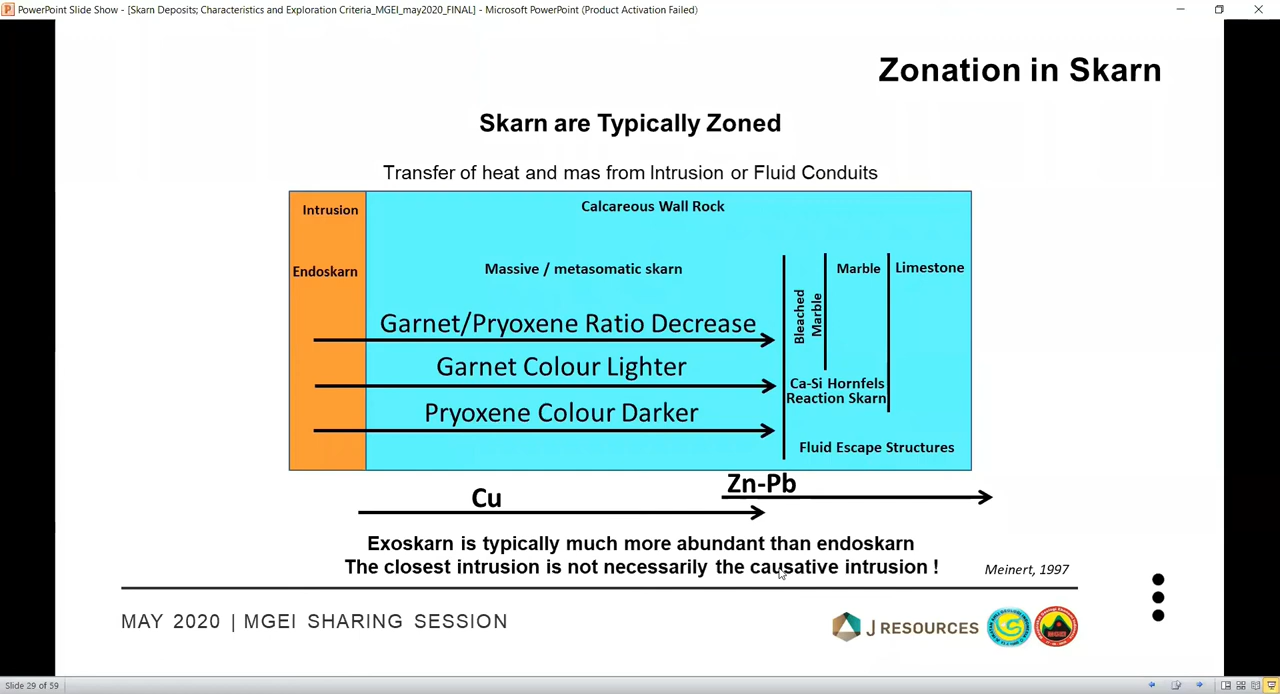 PowerPoint Slide Show - [Skarn Deposits; Characteristics and Exploration Criteria_MGEI_may2020_FINAL] - Microsoft PowerPoint (Product Activation Failed)
Zonation in Skarn
Skarn are Typically Zoned
Transfer of heat and mas from Intrusion or Fluid Conduits
Intrusion
Calcareous Wall Rock
Endoskarn
Massive / metasomatic skarn
Bleached
Marble
Marble
Limestone
Garnet/Pryoxene Ratio Decrease
Garnet Colour Lighter
Pryoxene Colour Darker
Ca-Si Hornfels
Reaction Skarn
Fluid Escape Structures
Cu
Zn-Pb
Exoskarn is typically much more abundant than endoskarn
The closest intrusion is not necessarily the causative intrusion !
Meinert, 1997
MAY 2020 | MGEI SHARING SESSION
J RESOURCES
MGEI
Slide 29 of 59